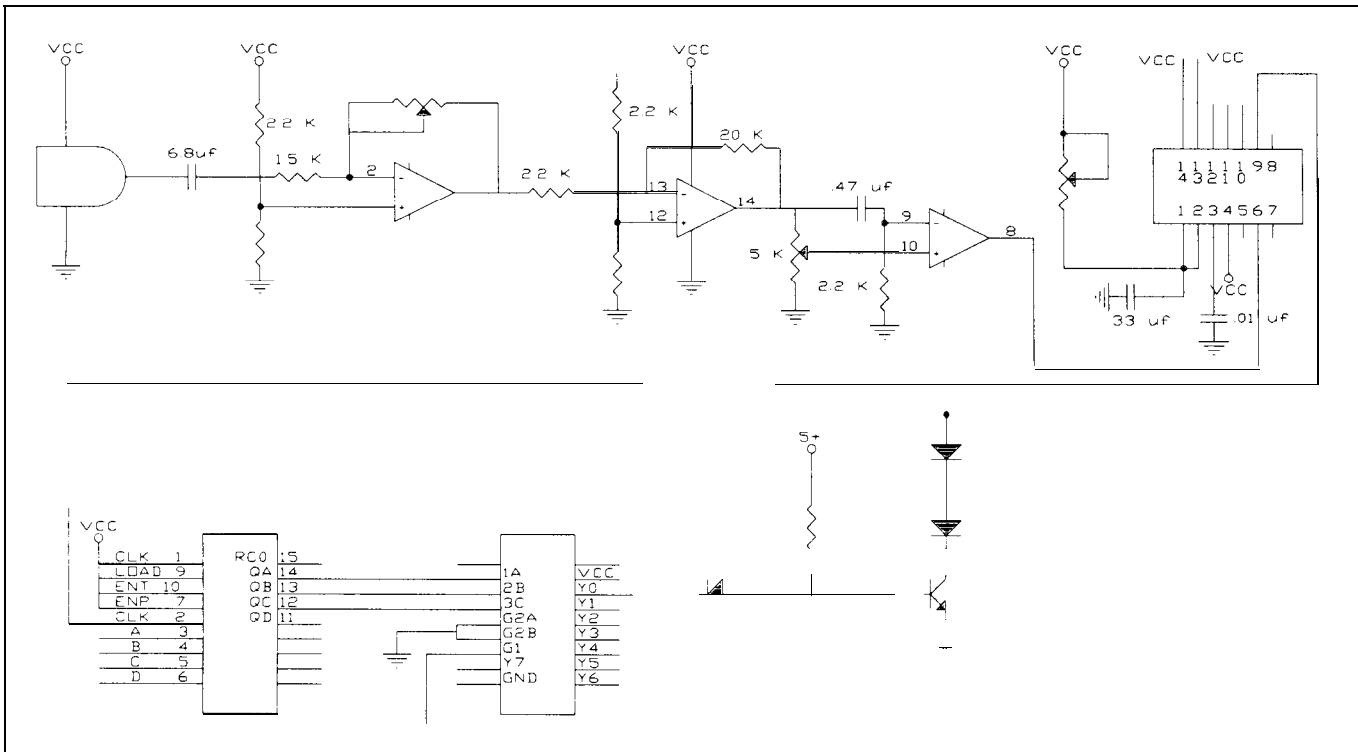 VCC
VCC
VCC
VCC
VCC
VCC
2.2 K
2.2 K
20 K
6.8uf
15 K
2
2.2 K
13
12
14
.47 uf
9
10
8
5 K
2.2 K
1 1 1 1 1 9 8
4 3 2 1 0
1 2 3 4 5 6 7
VCC
33 uf
.01 uf
5+
VCC
CLK 1
LOAD 9
ENT 10
ENP 7
CLK 2
A 3
B 4
C 5
D 6
RCO 15
QA 14
QB 13
QC 12
QD 11
1A
2B
3C
G2A
G2B
G1
Y7
GND
VCC
Y0
Y1
Y2
Y3
Y4
Y5
Y6